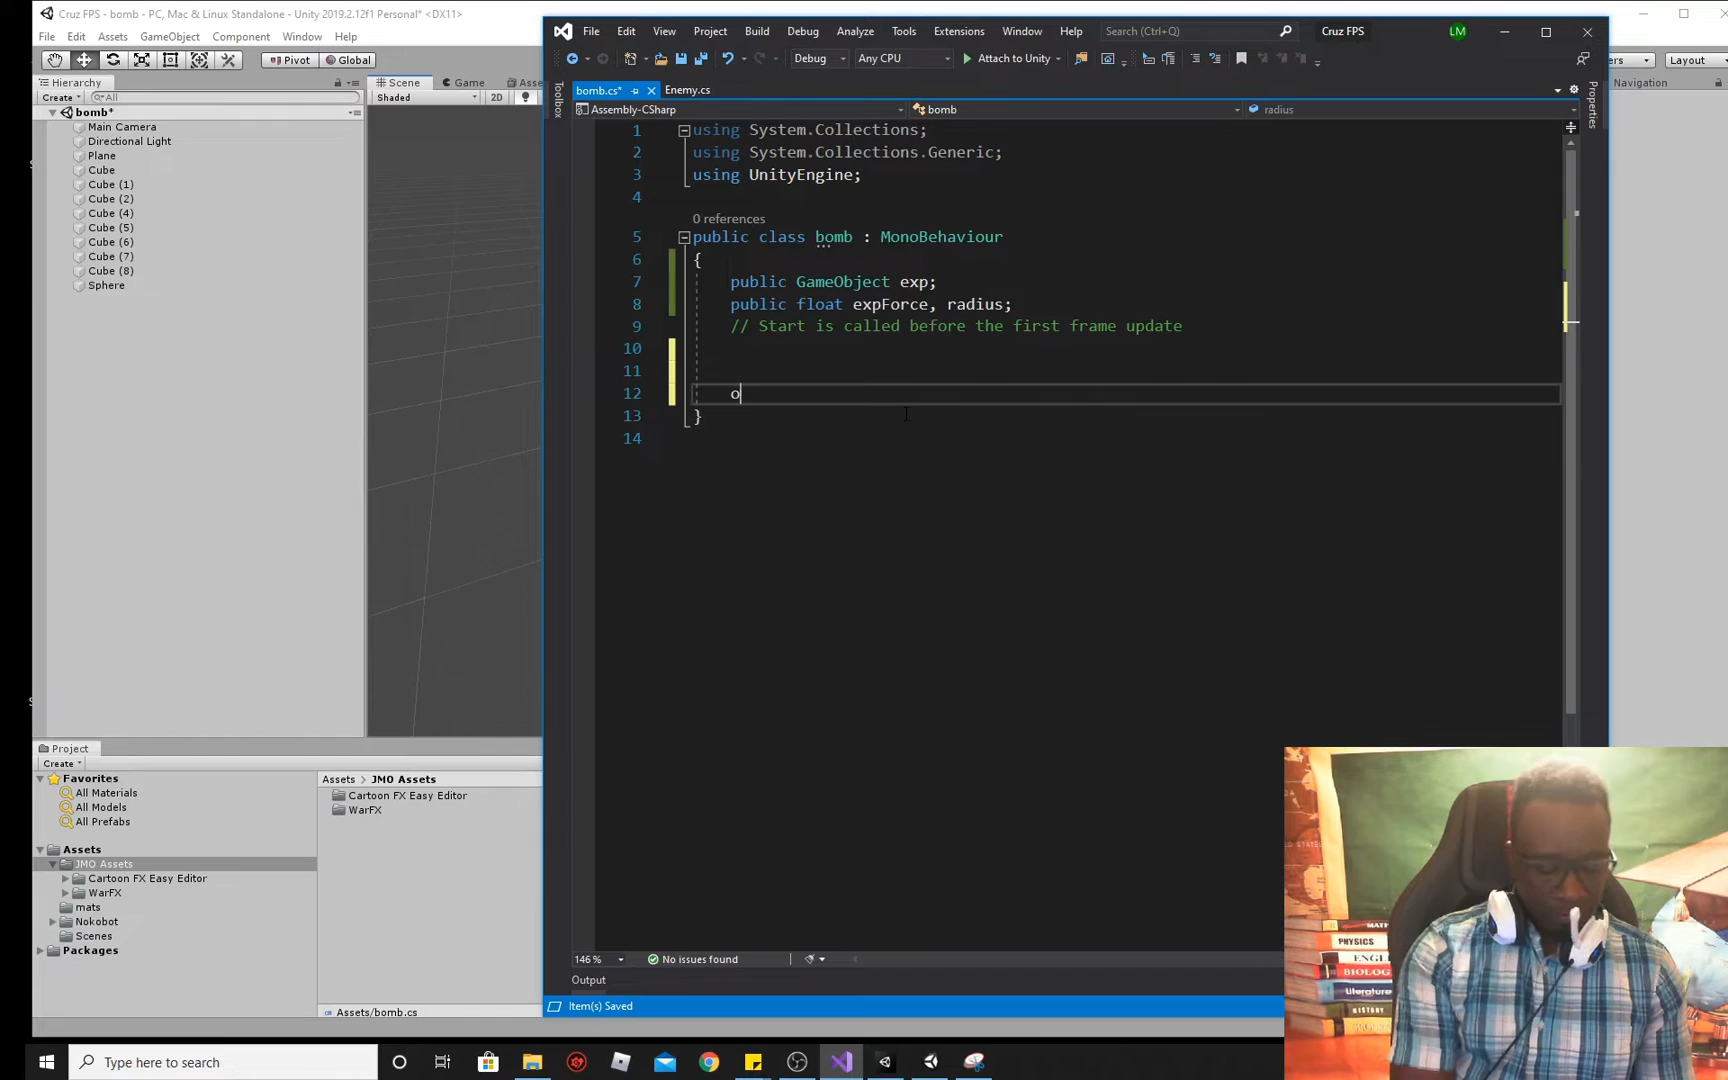 Cruz FPS - bomb - PC, Mac & Linux Standalone - Unity 2019.2.12f1 Personal* <DX11>
File Edit Assets GameObject Component Window Help
Pivot Global
Layers Layout
Hierarchy
Create All
bomb*
Main Camera
Directional Light
Plane
Cube
Cube (1)
Cube (2)
Cube (4)
Cube (5)
Cube (6)
Cube (7)
Cube (8)
Sphere
Scene Game
Shaded 2D
Navigation
File Edit View Project Build Debug Analyze Tools Extensions Window Help Search (Ctrl+Q) Cruz FPS LM
Debug Any CPU Attach to Unity
Toolbox
Properties
bomb.cs* Enemy.cs
Assembly-CSharp bomb radius
1 using System.Collections;
2 using System.Collections.Generic;
3 using UnityEngine;
4
0 references
5 public class bomb : MonoBehaviour
6 {
7 public GameObject exp;
8 public float expForce, radius;
9 // Start is called before the first frame update
10
11
12 o
13 }
14
146 % No issues found
Output
Item(s) Saved
Project
Create
Favorites
All Materials
All Models
All Prefabs
Assets
JMO Assets
Cartoon FX Easy Editor
WarFX
mats
Nokobot
Scenes
Packages
Assets > JMO Assets
Cartoon FX Easy Editor
WarFX
Assets/bomb.cs
PHYSICS
Literature
HISTORY
Type here to search